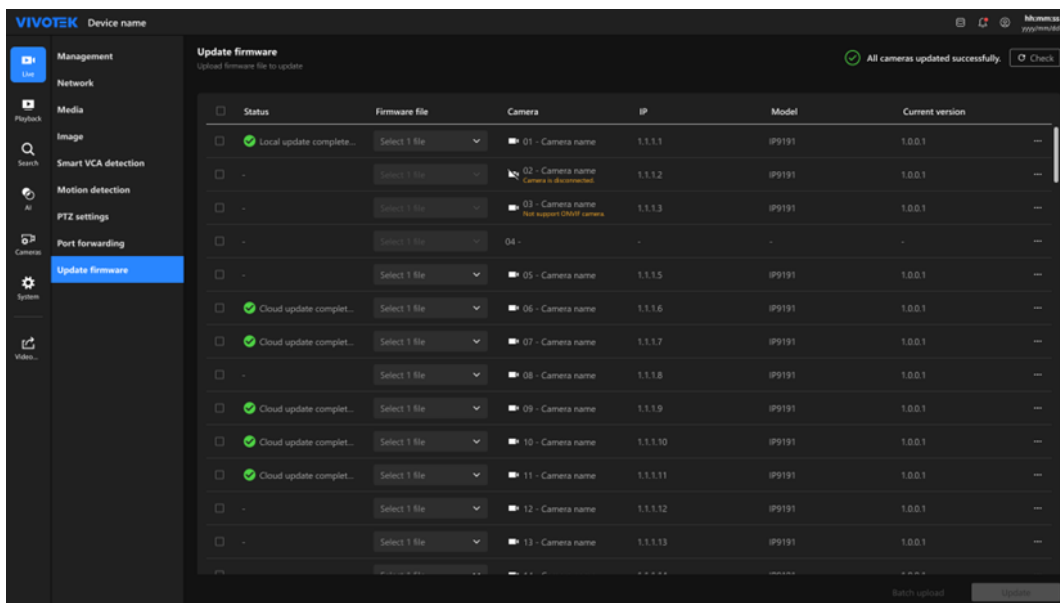 VIVOTEK Device name hh:mm:ss
yyyy/mm/dd
Live
Playback
Search
AI
Cameras
System
Video...
Management
Network
Media
Image
Smart VCA detection
Motion detection
PTZ settings
Port forwarding
Update firmware
Update firmware
Upload firmware file to update
All cameras updated successfully. Check
Status Firmware file Camera IP Model Current version
Local update complete... Select 1 file 01 - Camera name 1.1.1.1 IP9191 1.0.0.1 ...
- Select 1 file 02 - Camera name 1.1.1.2 IP9191 1.0.0.1 ...
Camera is disconnected.
- Select 1 file 03 - Camera name 1.1.1.3 IP9191 1.0.0.1 ...
Not support ONVIF camera.
- Select 1 file 04 - - - - ...
- Select 1 file 05 - Camera name 1.1.1.5 IP9191 1.0.0.1 ...
Cloud update complet... Select 1 file 06 - Camera name 1.1.1.6 IP9191 1.0.0.1 ...
Cloud update complet... Select 1 file 07 - Camera name 1.1.1.7 IP9191 1.0.0.1 ...
- Select 1 file 08 - Camera name 1.1.1.8 IP9191 1.0.0.1 ...
Cloud update complet... Select 1 file 09 - Camera name 1.1.1.9 IP9191 1.0.0.1 ...
Cloud update complet... Select 1 file 10 - Camera name 1.1.1.10 IP9191 1.0.0.1 ...
Cloud update complet... Select 1 file 11 - Camera name 1.1.1.11 IP9191 1.0.0.1 ...
- Select 1 file 12 - Camera name 1.1.1.12 IP9191 1.0.0.1 ...
- Select 1 file 13 - Camera name 1.1.1.13 IP9191 1.0.0.1 ...
Batch upload Update